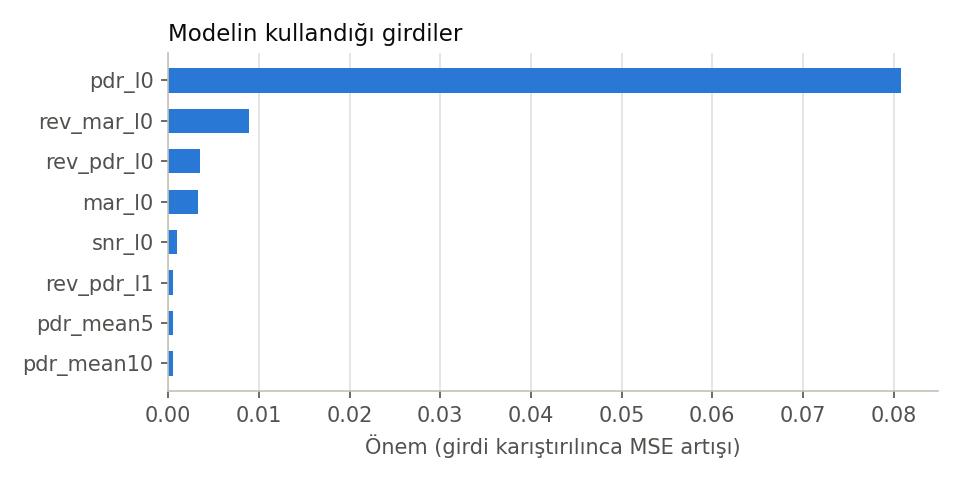 Modelin kullandığı girdiler
pdr_l0
rev_mar_l0
rev_pdr_l0
mar_l0
snr_l0
rev_pdr_l1
pdr_mean5
pdr_mean10
0.00 0.01 0.02 0.03 0.04 0.05 0.06 0.07 0.08
Önem (girdi karıştırılınca MSE artışı)